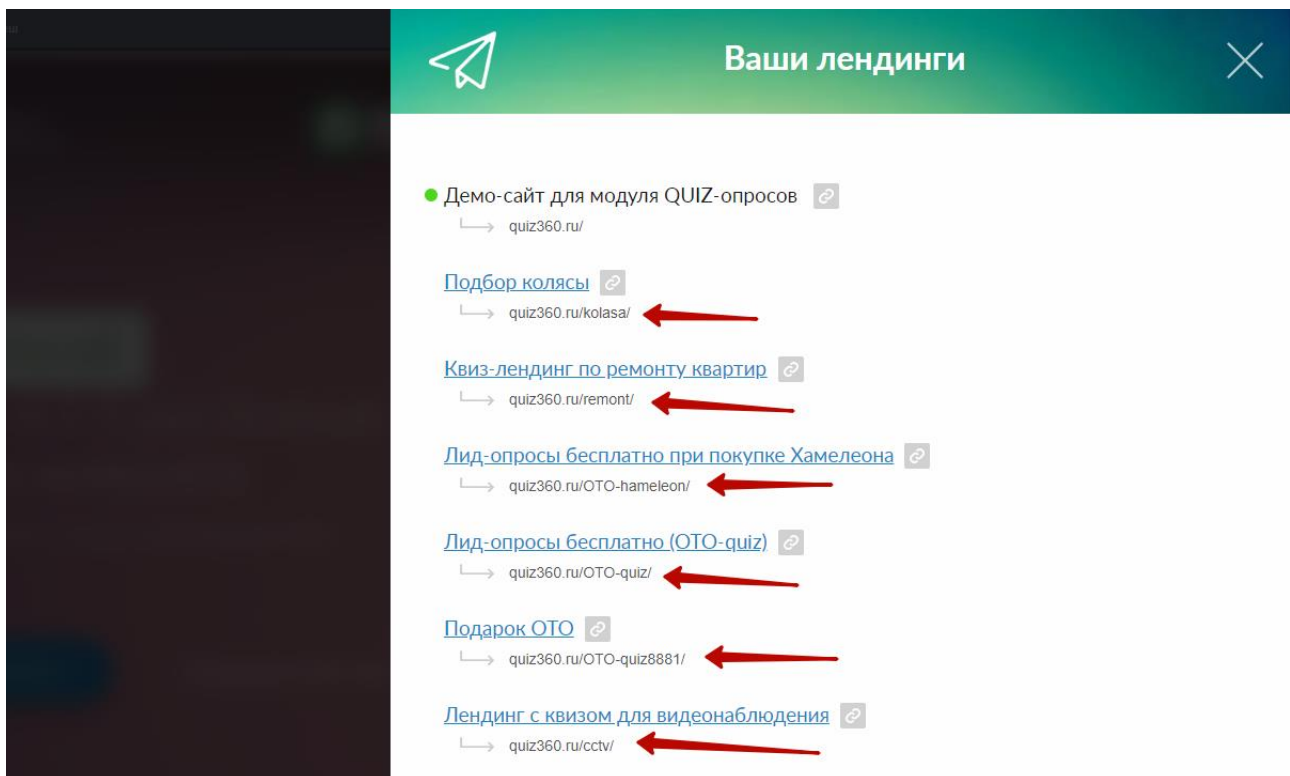 Ваши лендинги
Демо-сайт для модуля QUIZ-опросов
quiz360.ru/
Подбор колясы
quiz360.ru/kolasa/
Квиз-лендинг по ремонту квартир
quiz360.ru/remont/
Лид-опросы бесплатно при покупке Хамелеона
quiz360.ru/OTO-hameleon/
Лид-опросы бесплатно (OTO-quiz)
quiz360.ru/OTO-quiz/
Подарок ОТО
quiz360.ru/OTO-quiz8881/
Лендинг с квизом для видеонаблюдения
quiz360.ru/cctv/